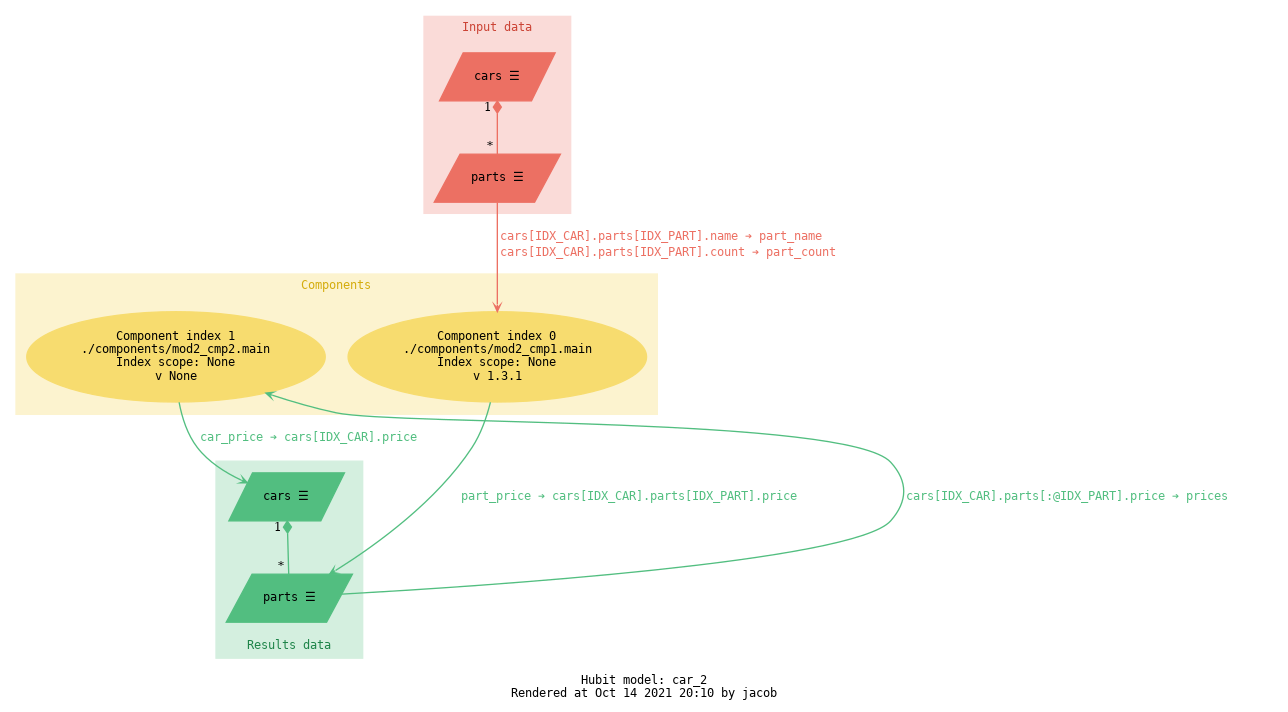 Input data
cars ☰
1
*
parts ☰
cars[IDX_CAR].parts[IDX_PART].name → part_name
cars[IDX_CAR].parts[IDX_PART].count → part_count
Components
Component index 1
./components/mod2_cmp2.main
Index scope: None
v None
Component index 0
./components/mod2_cmp1.main
Index scope: None
v 1.3.1
car_price → cars[IDX_CAR].price
cars ☰
part_price → cars[IDX_CAR].parts[IDX_PART].price
cars[IDX_CAR].parts[:@IDX_PART].price → prices
1
*
parts ☰
Results data
Hubit model: car_2
Rendered at Oct 14 2021 20:10 by jacob